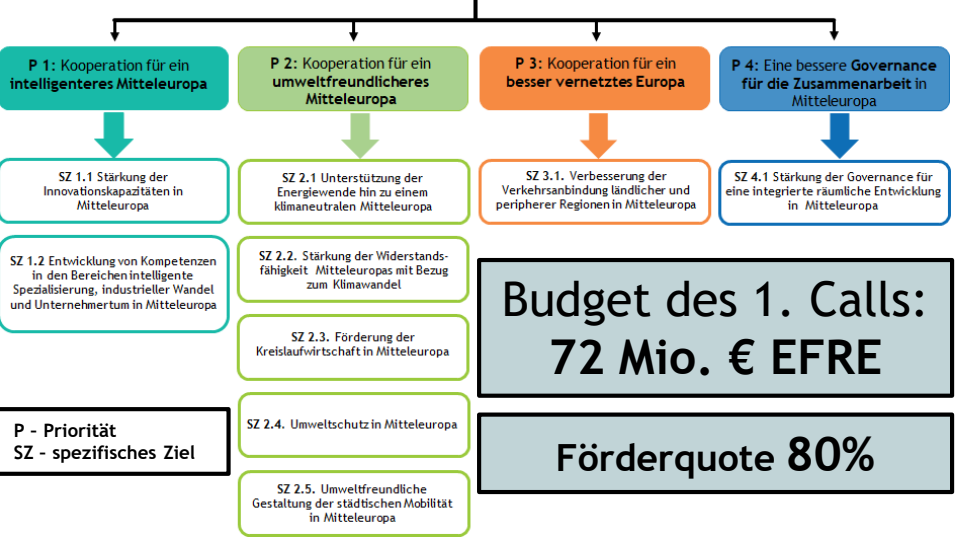 P 1: Kooperation für ein
intelligenteres Mitteleuropa
P 2: Kooperation für ein
umweltfreundlicheres
Mitteleuropa
P 3: Kooperation für ein
besser vernetztes Europa
P 4: Eine bessere Governance
für die Zusammenarbeit in
Mitteleuropa
SZ 1.1 Stärkung der
Innovationskapazitäten in
Mitteleuropa
SZ 1.2 Entwicklung von Kompetenzen
in den Bereichen intelligente
Spezialisierung, industrieller Wandel
und Unternehmertum in Mitteleuropa
SZ 2.1 Unterstützung der
Energiewende hin zu einem
klimaneutralen Mitteleuropa
SZ 2.2. Stärkung der Widerstands-
fähigkeit Mitteleuropas mit Bezug
zum Klimawandel
SZ 2.3. Förderung der
Kreislaufwirtschaft in Mitteleuropa
SZ 2.4. Umweltschutz in Mitteleuropa
SZ 2.5. Umweltfreundliche
Gestaltung der städtischen Mobilität
in Mitteleuropa
SZ 3.1. Verbesserung der
Verkehrsanbindung ländlicher und
peripherer Regionen in Mitteleuropa
SZ 4.1 Stärkung der Governance für
eine integrierte räumliche Entwicklung
in Mitteleuropa
Budget des 1. Calls:
72 Mio. € EFRE
Förderquote 80%
P – Priorität
SZ – spezifisches Ziel